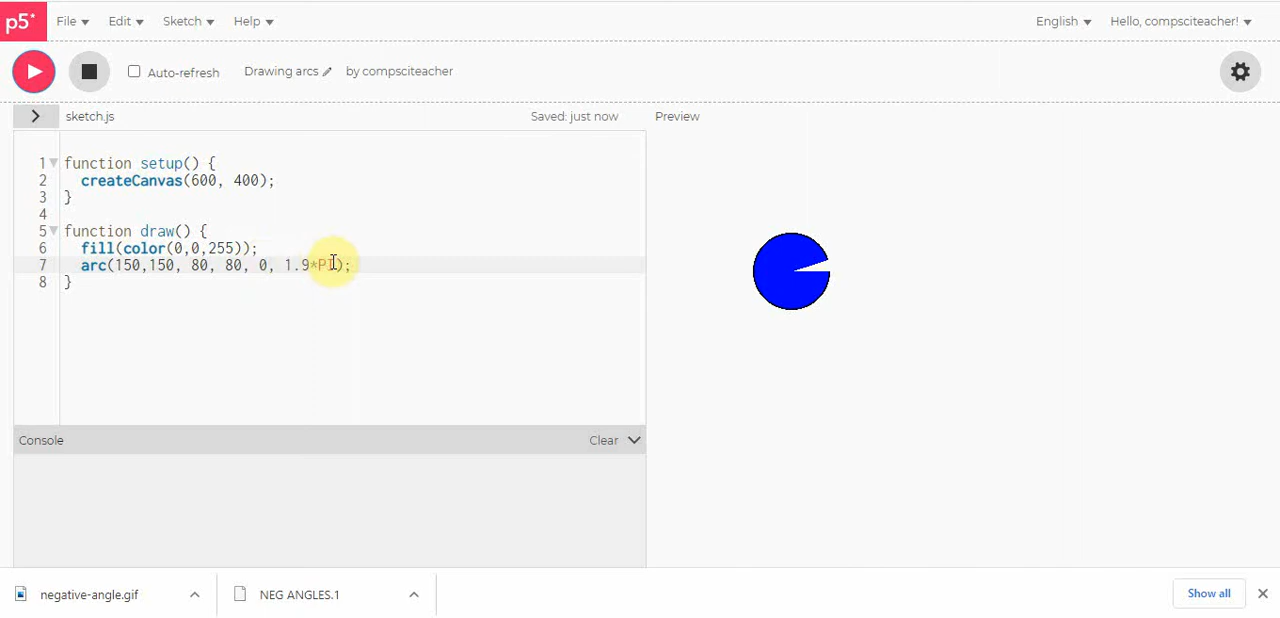 p5* File Edit Sketch Help English Hello, compsciteacher!
Auto-refresh Drawing arcs by compsciteacher
> sketch.js Saved: just now Preview
1 function setup() {
2 createCanvas(600, 400);
3 }
4
5 function draw() {
6 fill(color(0,0,255));
7 arc(150,150, 80, 80, 0, 1.9*PI);
8 }
Console Clear
negative-angle.gif NEG ANGLES.1 Show all